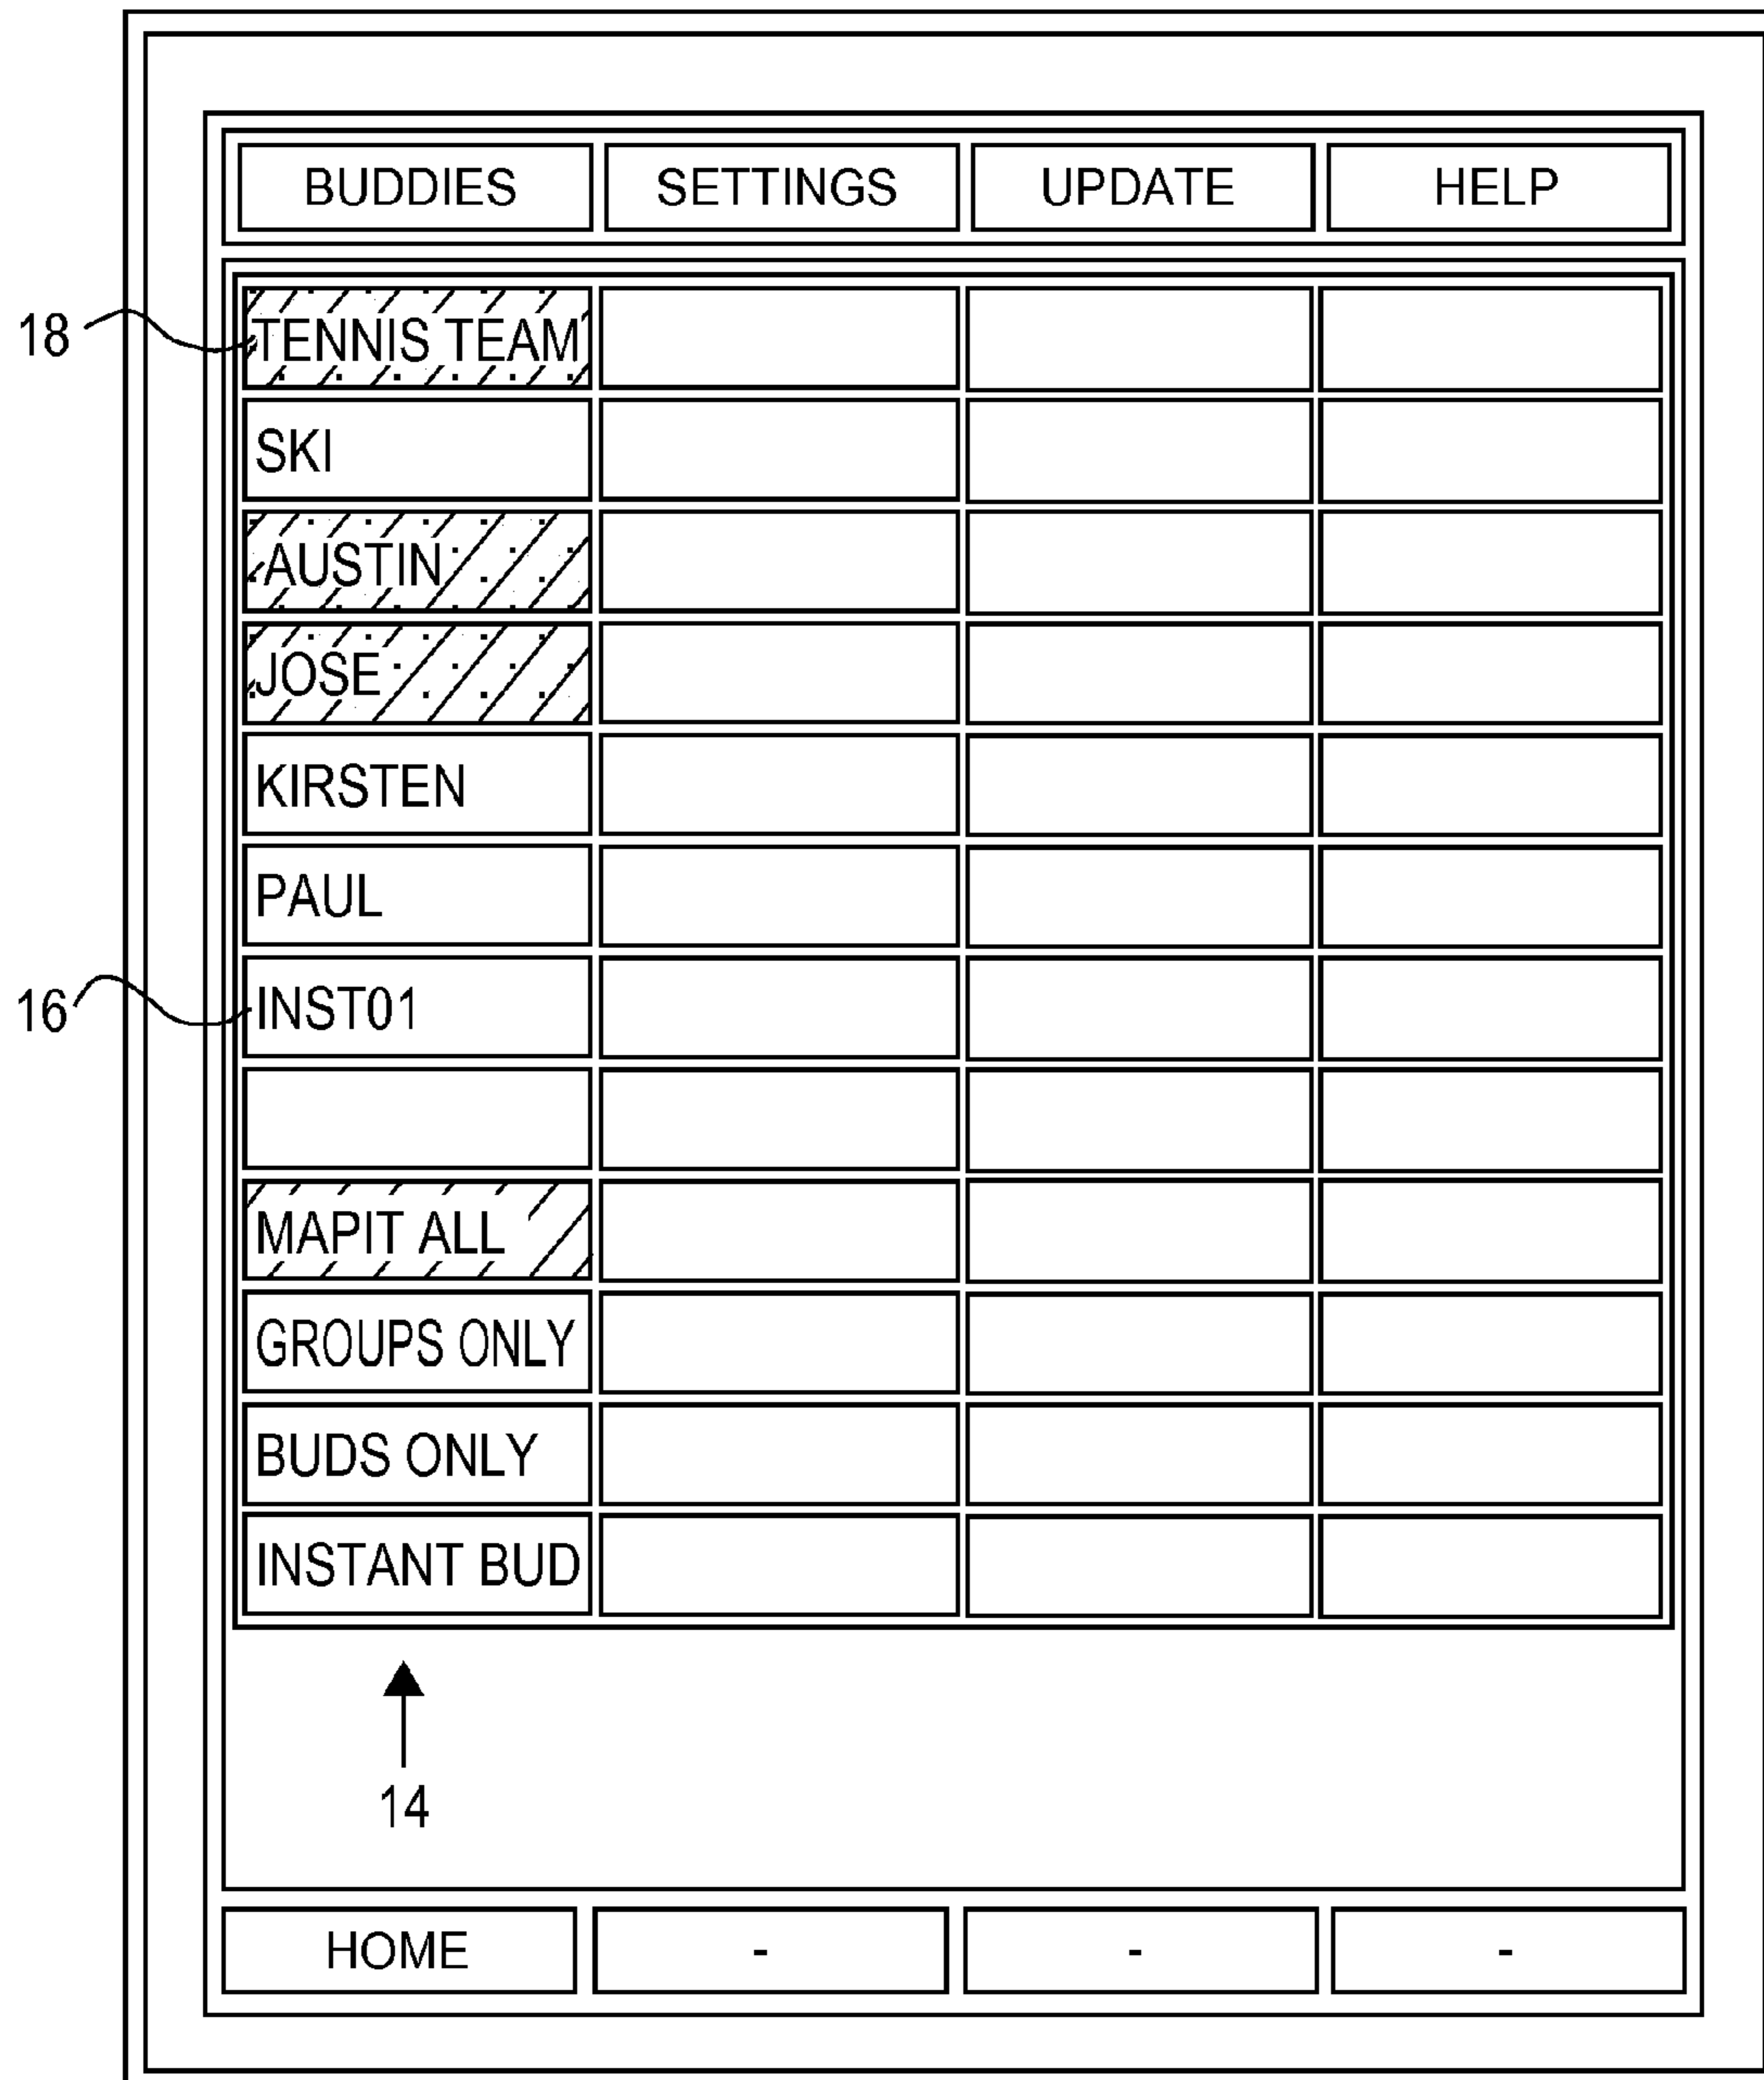 BUDDIES SETTINGS UPDATE HELP
18 TENNIS TEAM
SKI
AUSTIN
JOSE
KIRSTEN
PAUL
16 INST01
MAPIT ALL
GROUPS ONLY
BUDS ONLY
INSTANT BUD
14
HOME - - -